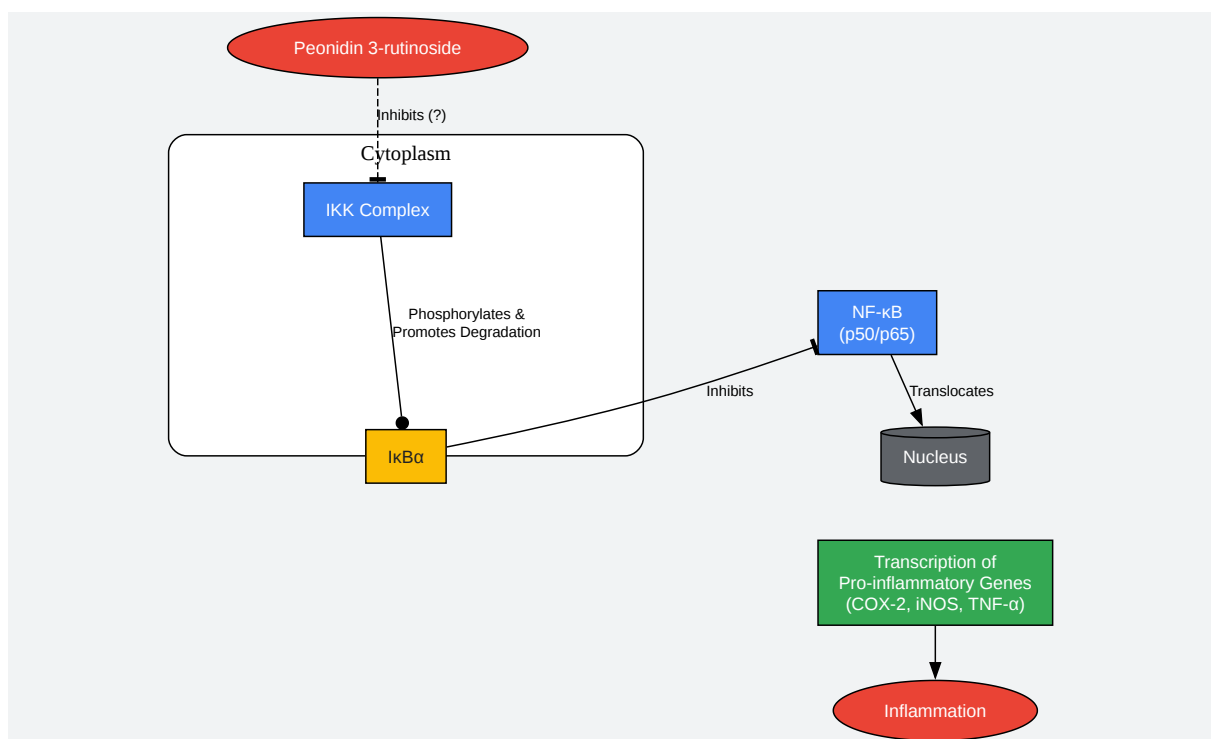 Peonidin 3-rutinoside
Inhibits (?)
Cytoplasm
IKK Complex
Phosphorylates &
Promotes Degradation
NF-κB
(p50/p65)
Inhibits
Translocates
IκBα
Nucleus
Transcription of
Pro-inflammatory Genes
(COX-2, iNOS, TNF-α)
Inflammation